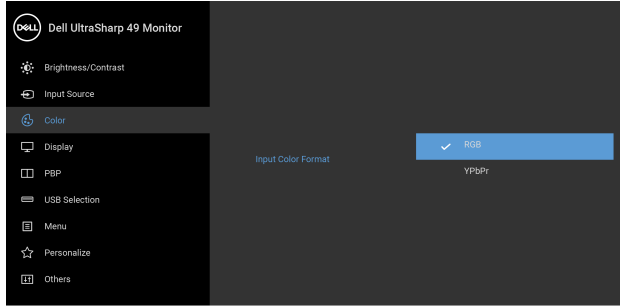 DELL Dell UltraSharp 49 Monitor
Brightness/Contrast
Input Source
Color
Display
PBP
USB Selection
Menu
Personalize
Others
Input Color Format
RGB
YPbPr